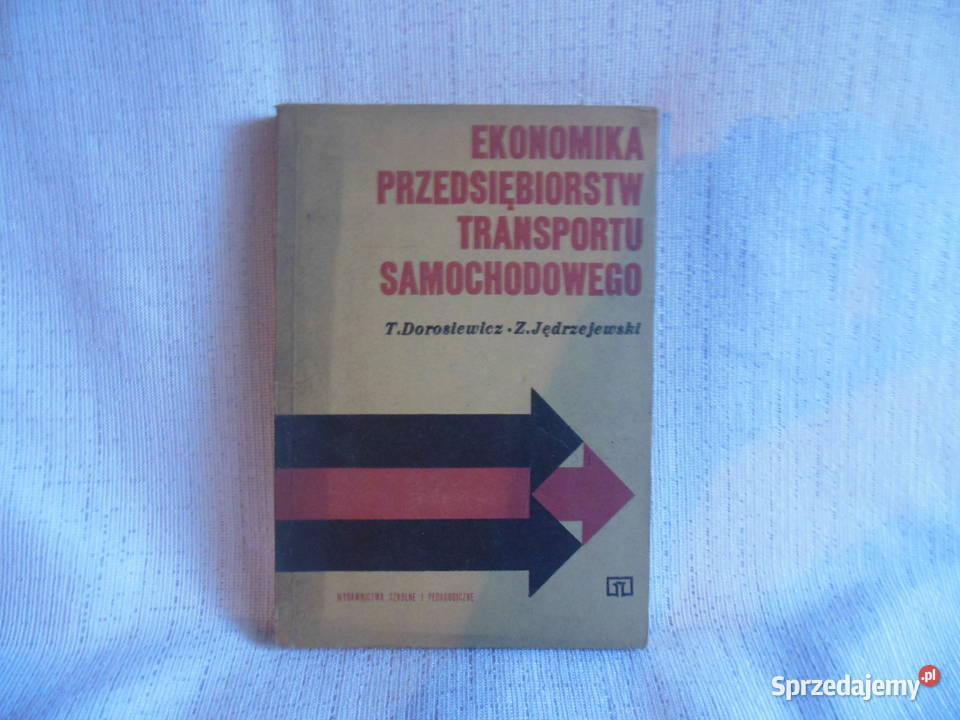 EKONOMIKA
PRZEDSIĘBIORSTW
TRANSPORTU
SAMOCHODOWEGO
T.Dorosiewicz • Z.Jędrzejewski
WYDAWNICTWA SZKOLNE I PEDAGOGICZNE
Sprzedajemy.pl